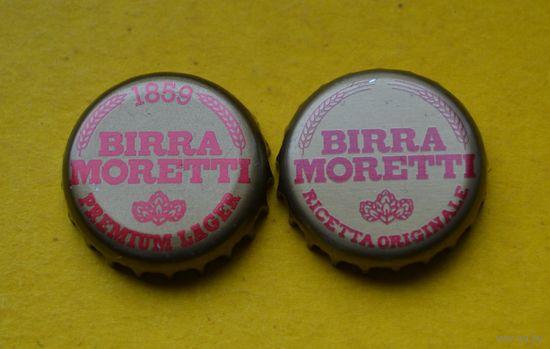 1859
BIRRA
MORETTI
PREMIUM LAGER
BIRRA
MORETTI
RICETTA ORIGINALE